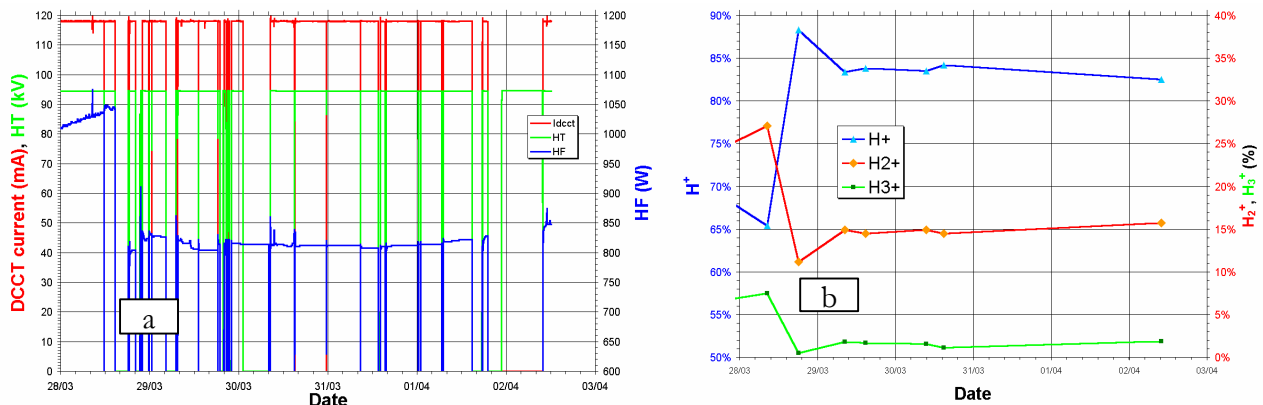 120
110
100
90
80
70
60
50
40
30
20
10
0
DCCT current (mA), HT (kV)
1200
1150
1100
1050
1000
950
900
850
800
750
700
650
600
HF (W)
Idcct
HT
HF
a
28/03 29/03 30/03 31/03 01/04 02/04 03/04
Date
90%
85%
80%
75%
70%
65%
60%
55%
50%
H+
40%
35%
30%
25%
20%
15%
10%
5%
0%
H2+, H3+ (%)
H+
H2+
H3+
b
28/03 29/03 30/03 31/03 01/04 02/04 03/04
Date